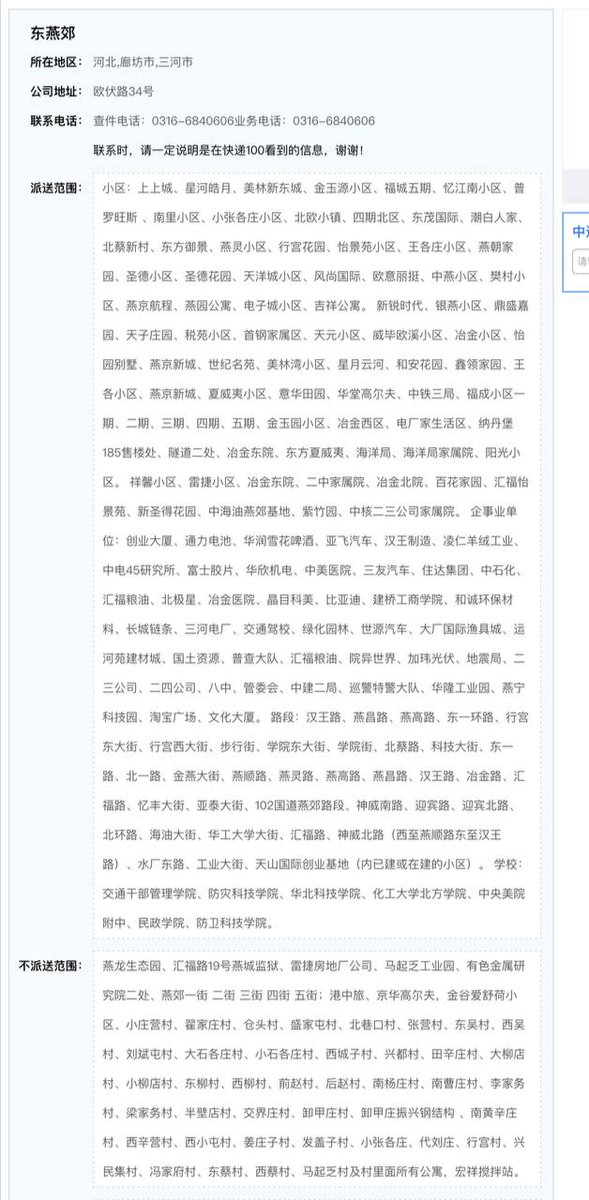 东燕郊
所在地区：河北,廊坊市,三河市
公司地址：欧伏路34号
联系电话：查件电话：0316-6840606业务电话：0316-6840606
联系时，请一定说明是在快递100看到的信息，谢谢！
派送范围：小区：上上城、星河皓月、美林新东城、金玉源小区、福城五期、忆江南小区、普
罗旺斯 、南里小区、小张各庄小区、北欧小镇、四期北区、东茂国际、潮白人家、
北蔡新村、东方御景、燕灵小区、行宫花园、怡景苑小区、王各庄小区、燕朝家
园、圣德小区、圣德花园、天洋城小区、风尚国际、欧意丽挺、中燕小区、樊村小
区、燕京航程、燕园公寓、电子城小区、吉祥公寓。 新锐时代、银燕小区、鼎盛嘉
园、天子庄园、税苑小区、首钢家属区、天元小区、威毕欧溪小区、冶金小区、怡
园别墅、燕京新城、世纪名苑、美林湾小区、星月云河、和安花园、鑫领家园、王
各小区、燕京新城、夏威夷小区、意华田园、华堂高尔夫、中铁三局、福成小区一
期、二期、三期、四期、五期、金玉园小区、冶金西区、电厂家生活区、纳丹堡
185售楼处、隧道二处、冶金东院、东方夏威夷、海洋局、海洋局家属院、阳光小
区。 祥馨小区、雷捷小区、冶金东院、二中家属院、冶金北院、百花家园、汇福怡
景苑、新圣得花园、中海油燕郊基地、紫竹园、中核二三公司家属院。 企事业单
位：创业大厦、通力电池、华润雪花啤酒、亚飞汽车、汉王制造、凌仁羊绒工业、
中电45研究所、富士胶片、华欣机电、中美医院、三友汽车、住达集团、中石化、
汇福粮油、北极星、冶金医院、晶目科美、比亚迪、建桥工商学院、和诚环保材
料、长城链条、三河电厂、交通驾校、绿化园林、世源汽车、大厂国际渔具城、运
河苑建材城、国土资源、普查大队、汇福粮油、院异世界、加玮光伏、地震局、二
三公司、二四公司、八中、管委会、中建二局、巡警特警大队、华隆工业园、燕宁
科技园、淘宝广场、文化大厦。 路段：汉王路、燕昌路、燕高路、东一环路、行宫
东大街、行宫西大街、步行街、学院东大街、学院街、北蔡路、科技大街、东一
路、北一路、金燕大街、燕顺路、燕灵路、燕高路、燕昌路、汉王路、冶金路、汇
福路、忆丰大街、亚泰大街、102国道燕郊路段、神威南路、迎宾路、迎宾北路、
北环路、海油大街、华工大学大街、汇福路、神威北路（西至燕顺路东至汉王
路）、水厂东路、工业大街、天山国际创业基地（内已建或在建的小区）。 学校：
交通干部管理学院、防灾科技学院、华北科技学院、化工大学北方学院、中央美院
附中、民政学院、防卫科技学院。
不派送范围：燕龙生态园、汇福路19号燕城监狱、雷捷房地厂公司、马起乏工业园、有色金属研
究院二处、燕郊一街 二街 三街 四街 五街；港中旅、京华高尔夫，金谷爱舒荷小
区、小庄营村、翟家庄村、仓头村、盛家屯村、北巷口村、张营村、东吴村、西吴
村、刘斌屯村、大石各庄村、小石各庄村、西城子村、兴都村、田辛庄村、大柳店
村、小柳店村、东柳村、西柳村、前赵村、后赵村、南杨庄村、南曹庄村、李家务
村、梁家务村、半壁店村、交界庄村、卸甲庄村、卸甲庄振兴钢结构 、南黄辛庄
村、西辛营村、西小屯村、姜庄子村、发盖子村、小张各庄、代刘庄、行宫村、兴
民集村、冯家府村、东蔡村、西蔡村、马起乏村及村里面所有公寓，宏祥搅拌站。